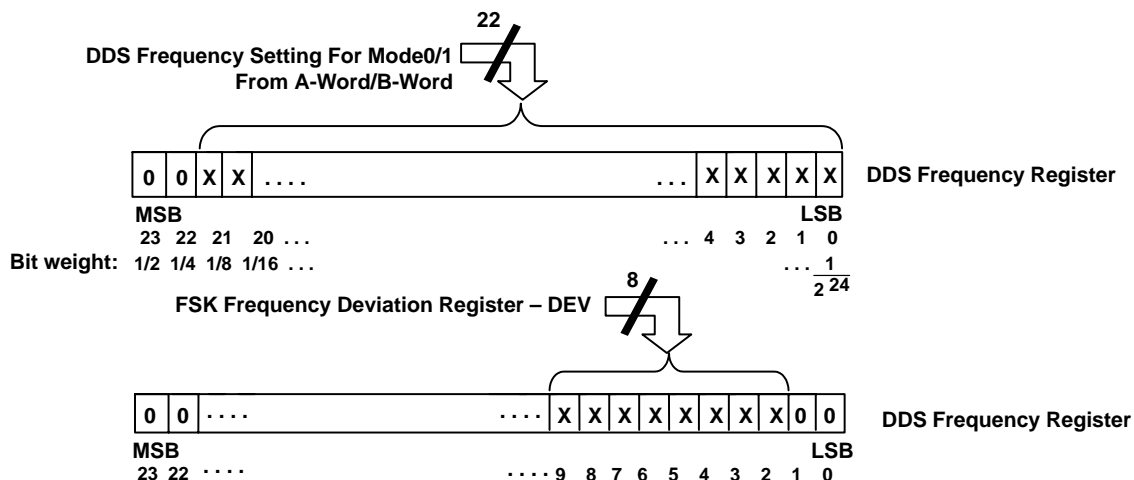 22
DDS Frequency Setting For Mode0/1
From A-Word/B-Word
0 0 X X .... ... X X X X X DDS Frequency Register
MSB LSB
23 22 21 20 ... ... 4 3 2 1 0
Bit weight: 1/2 1/4 1/8 1/16 ... ... 1
2 24
8
FSK Frequency Deviation Register – DEV
0 0 .... .... X X X X X X X X 0 0 DDS Frequency Register
MSB LSB
23 22 .... .... 9 8 7 6 5 4 3 2 1 0